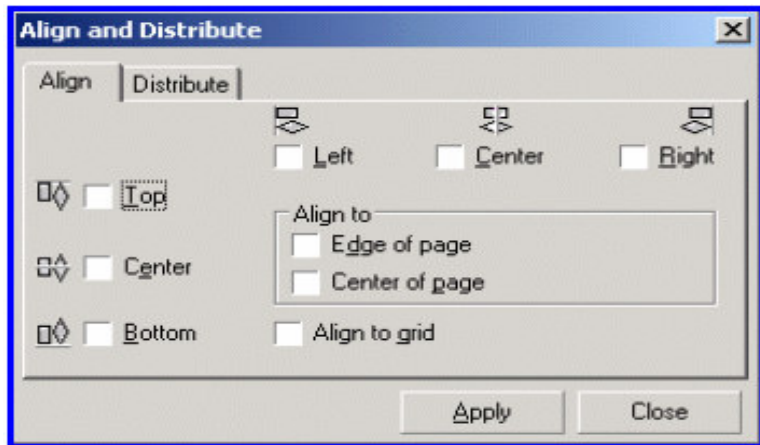 Align and Distribute
Align Distribute
Left Center Right
Top
Align to
Edge of page
Center Center of page
Bottom Align to grid
Apply Close